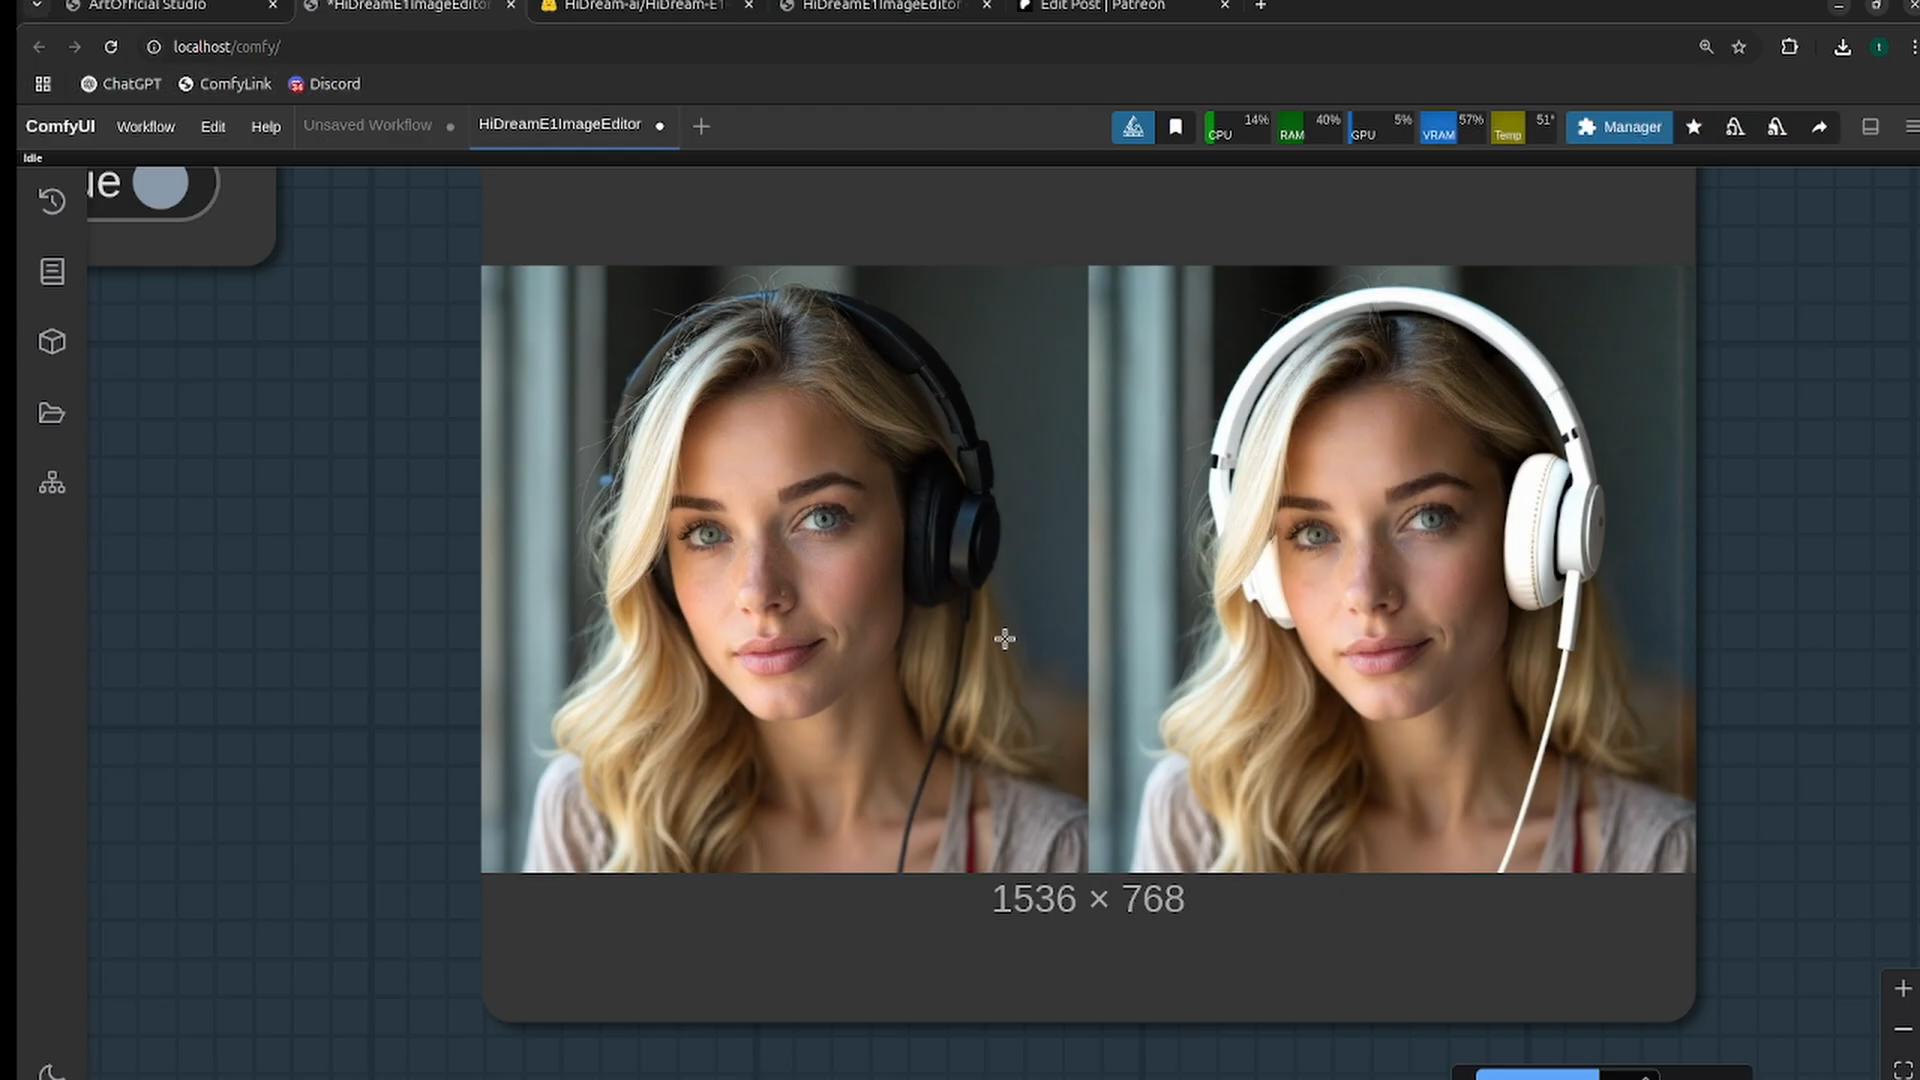 ArtOfficial Studio
*HiDreamE1ImageEditor
HiDream-ai/HiDream-E1
HiDreamE1ImageEditor
Edit Post | Patreon
localhost/comfy/
t
ChatGPT
ComfyLink
Discord
ComfyUI
Workflow
Edit
Help
Unsaved Workflow
HiDreamE1ImageEditor
CPU 14%
RAM 40%
GPU 5%
VRAM 57%
Temp 51°
Manager
Idle
ue
1536 × 768